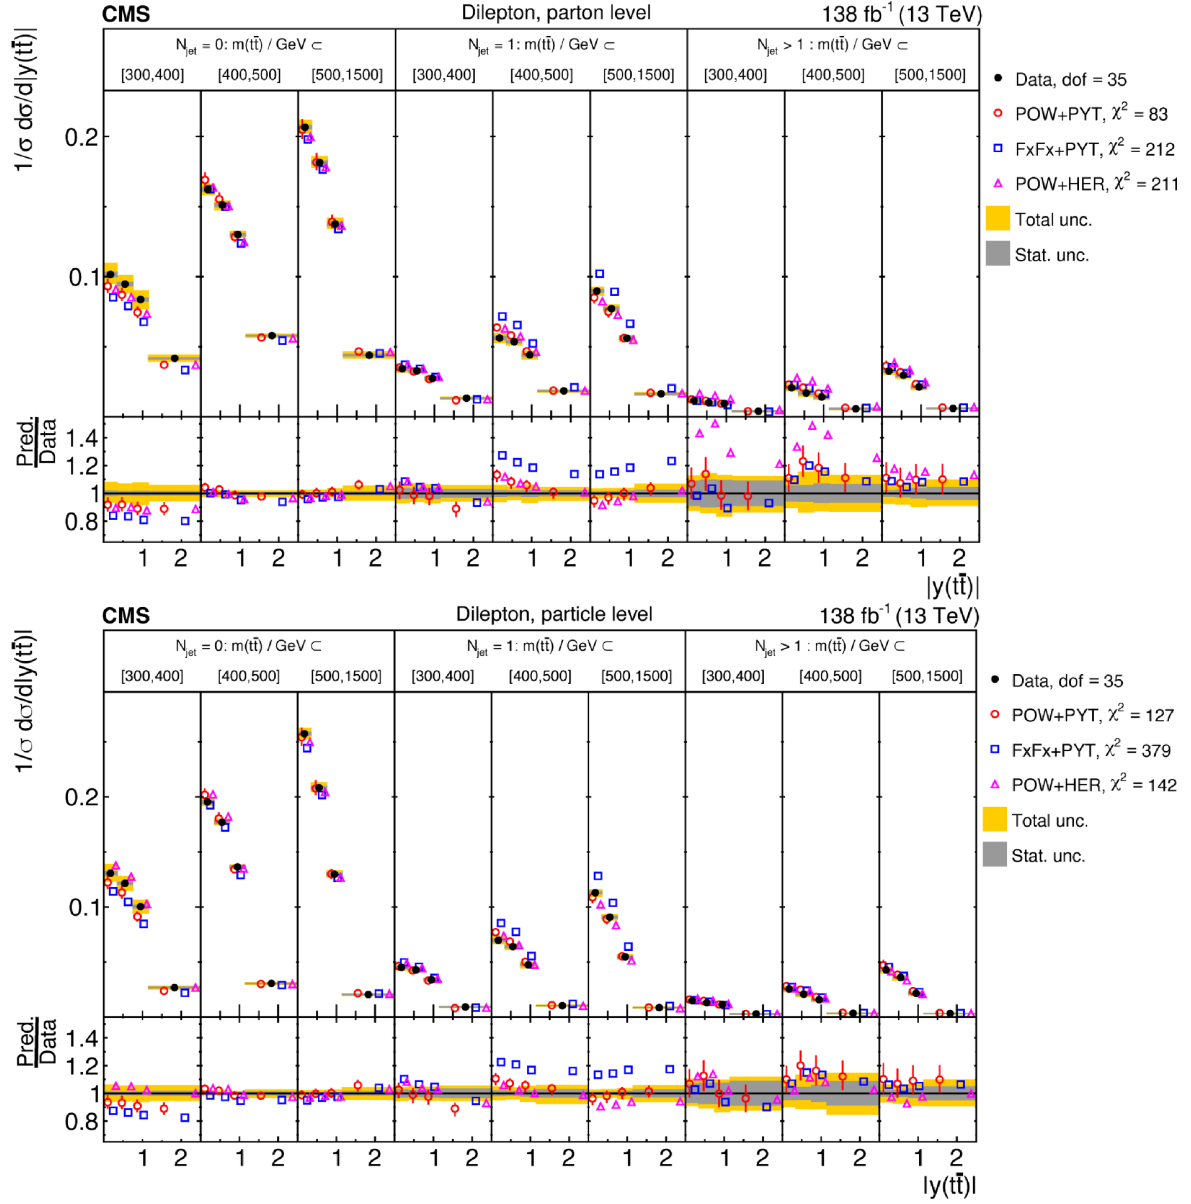 CMS Dilepton, parton level 138 fb⁻¹ (13 TeV)
1/σ dσ/d|y(tt̄)|
N_jet = 0: m(tt̄) / GeV ⊂ N_jet = 1: m(tt̄) / GeV ⊂ N_jet > 1 : m(tt̄) / GeV ⊂
[300,400] [400,500] [500,1500] [300,400] [400,500] [500,1500] [300,400] [400,500] [500,1500]
Data, dof = 35
POW+PYT, χ² = 83
FxFx+PYT, χ² = 212
POW+HER, χ² = 211
Total unc.
Stat. unc.
0.2
0.1
Pred.
Data
1.4
1.2
1
0.8
1 2 1 2 1 2 1 2 1 2 1 2 1 2 1 2 1 2
|y(tt̄)|
CMS Dilepton, particle level 138 fb⁻¹ (13 TeV)
1/σ dσ/d|y(tt̄)|
N_jet = 0: m(tt̄) / GeV ⊂ N_jet = 1: m(tt̄) / GeV ⊂ N_jet > 1 : m(tt̄) / GeV ⊂
[300,400] [400,500] [500,1500] [300,400] [400,500] [500,1500] [300,400] [400,500] [500,1500]
Data, dof = 35
POW+PYT, χ² = 127
FxFx+PYT, χ² = 379
POW+HER, χ² = 142
Total unc.
Stat. unc.
0.2
0.1
Pred.
Data
1.4
1.2
1
0.8
1 2 1 2 1 2 1 2 1 2 1 2 1 2 1 2 1 2
|y(tt̄)|